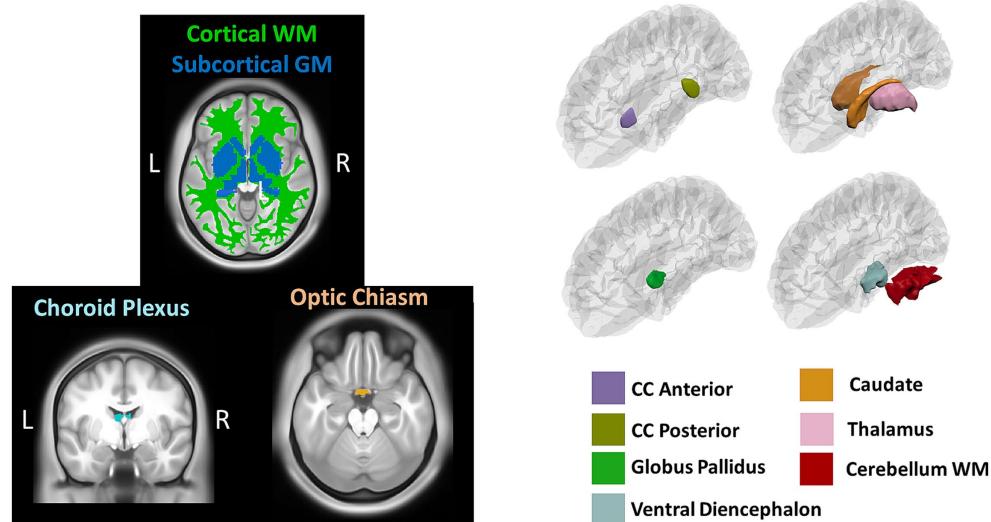 Cortical WM
Subcortical GM
L
R
Choroid Plexus
Optic Chiasm
L
R
CC Anterior
CC Posterior
Globus Pallidus
Ventral Diencephalon
Caudate
Thalamus
Cerebellum WM